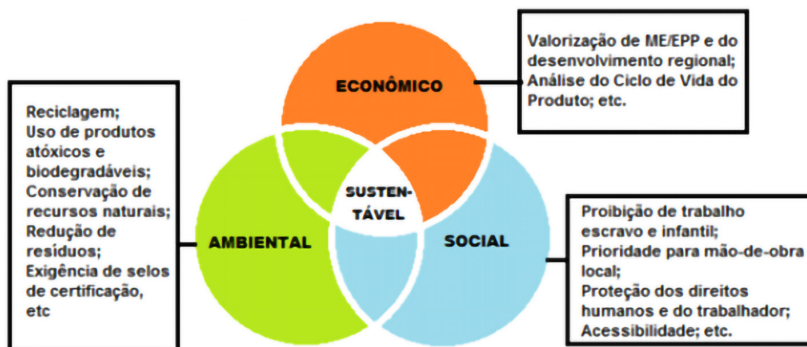 Valorização de ME/EPP e do
desenvolvimento regional;
Análise do Ciclo de Vida do
Produto; etc.
ECONÔMICO
Reciclagem;
Uso de produtos
atóxicos e
biodegradáveis;
Conservação de
recursos naturais;
Redução de
resíduos;
Exigência de selos
de certificação,
etc
SUSTEN-
TÁVEL
AMBIENTAL
SOCIAL
Proibição de trabalho
escravo e infantil;
Prioridade para mão-de-obra
local;
Proteção dos direitos
humanos e do trabalhador;
Acessibilidade; etc.